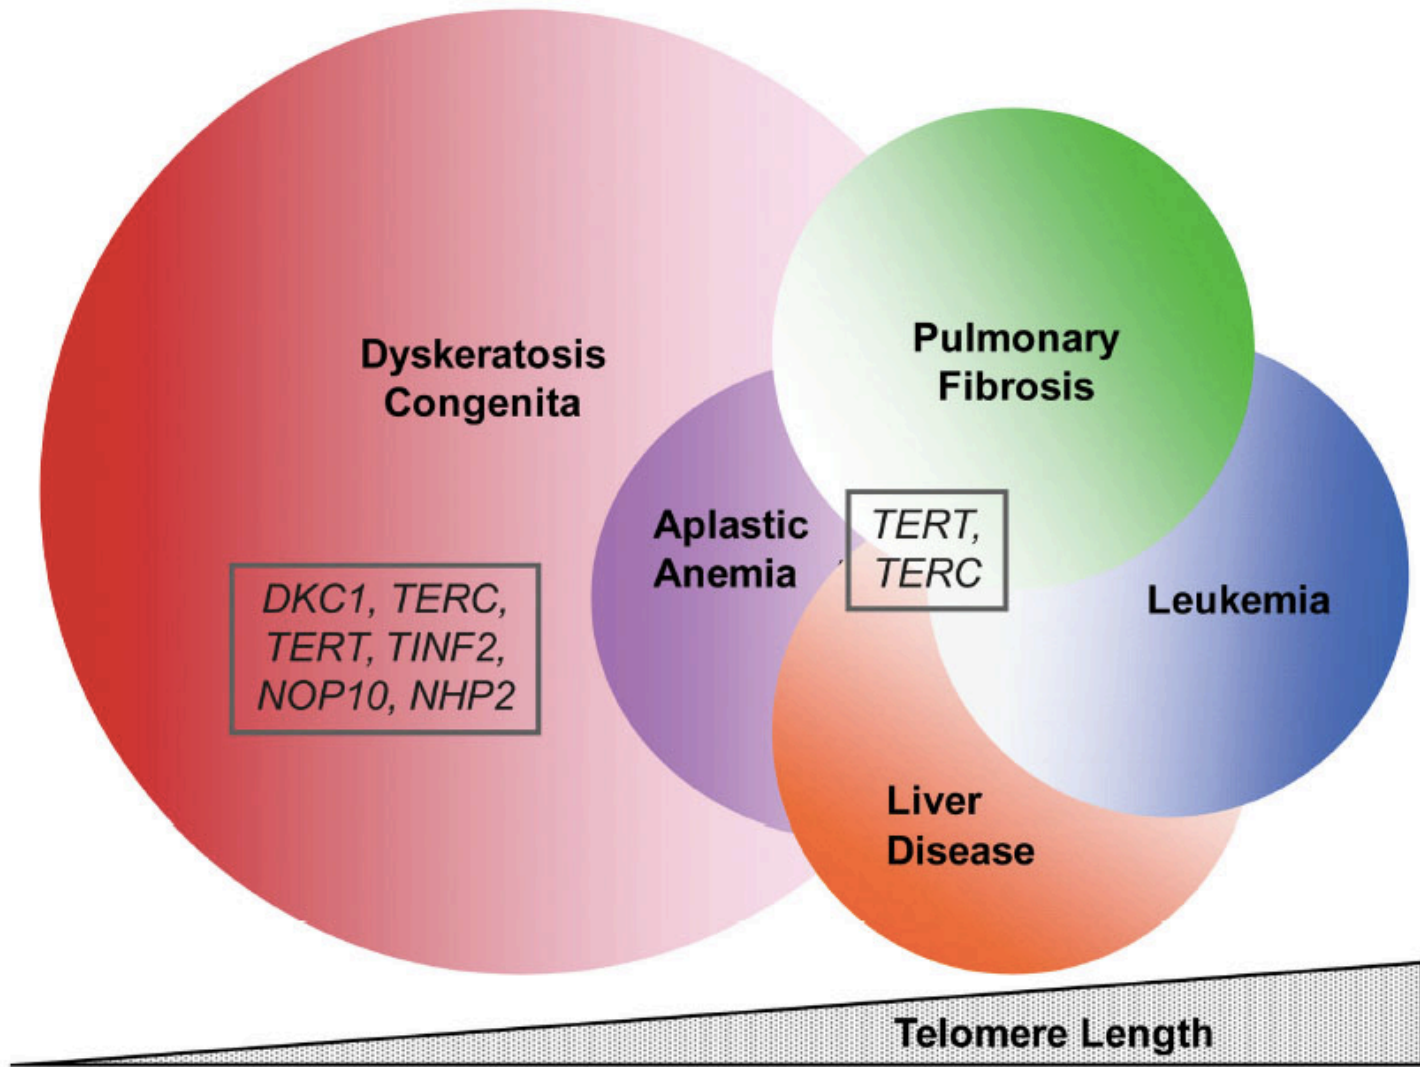 Dyskeratosis
Congenita
Pulmonary
Fibrosis
Aplastic
Anemia
TERT,
TERC
Leukemia
DKC1, TERC,
TERT, TINF2,
NOP10, NHP2
Liver
Disease
Telomere Length